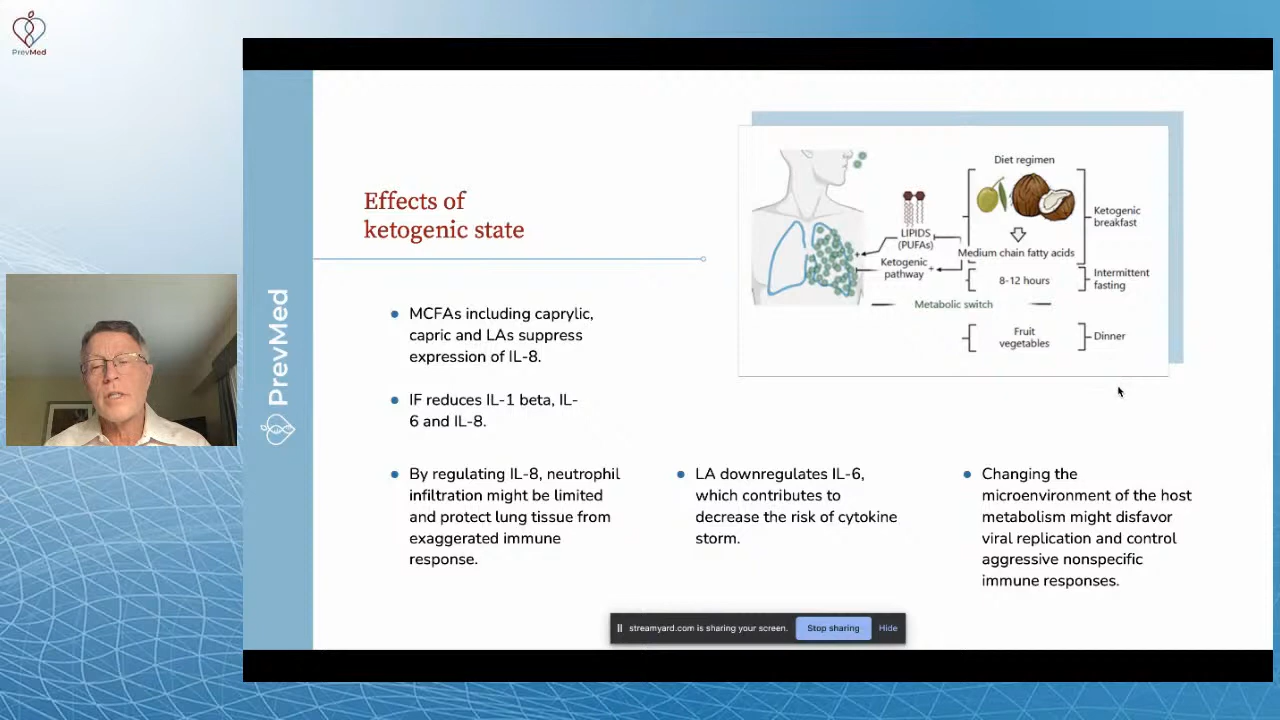 PrevMed
PrevMed
Effects of
ketogenic state
MCFAs including caprylic,
capric and LAs suppress
expression of IL-8.
IF reduces IL-1 beta, IL-
6 and IL-8.
By regulating IL-8, neutrophil
infiltration might be limited
and protect lung tissue from
exaggerated immune
response.
LA downregulates IL-6,
which contributes to
decrease the risk of cytokine
storm.
Changing the
microenvironment of the host
metabolism might disfavor
viral replication and control
aggressive nonspecific
immune responses.
Diet regimen
LIPIDS
(PUFAs)
Ketogenic
pathway
Medium chain fatty acids
8-12 hours
Metabolic switch
Fruit
vegetables
Ketogenic
breakfast
Intermittent
fasting
Dinner
streamyard.com is sharing your screen.
Stop sharing
Hide